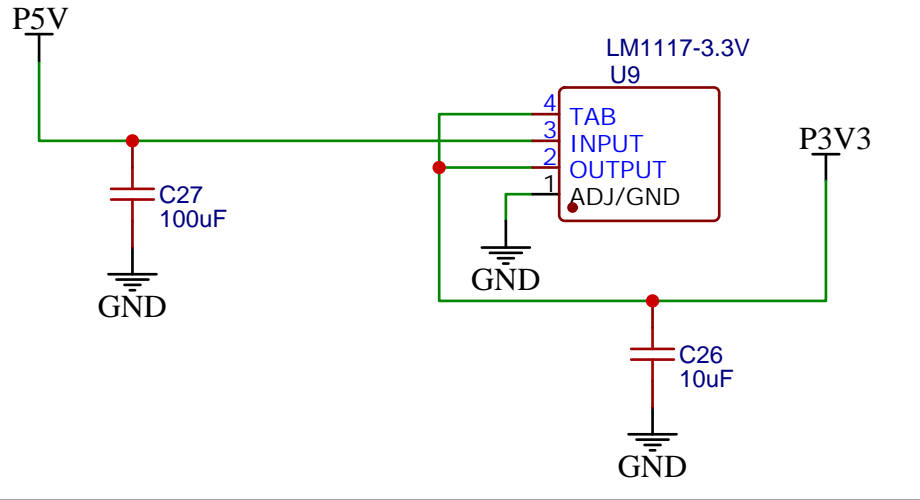 P5V
LM1117-3.3V
U9
4
TAB
3
INPUT
2
OUTPUT
1
ADJ/GND
P3V3
C27
100uF
GND
GND
C26
10uF
GND